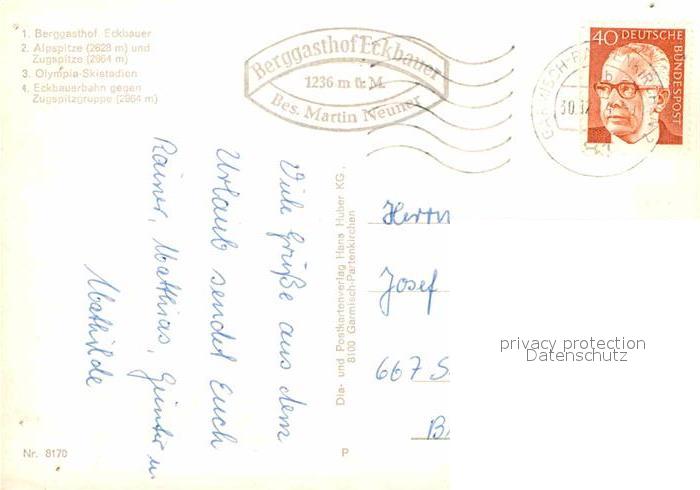 1. Berggasthof Eckbauer
2. Alpspitze (2628 m) und
Zugspitze (2964 m)
3. Olympia-Skistadion
4. Eckbauerbahn gegen
Zugspitzgruppe (2964 m)
Berggasthof Eckbauer
1236 m ü. M.
Bes. Martin Neuner
40 DEUTSCHE
BUNDESPOST
GARMISCH-PA
30.12
Viele Grüße aus dem
Urlaub sendet Euch
Rainer, Matthias, Günter u.
Mathilde
Dia- und Postkartenverlag Hans Huber KG.
8100 Garmisch-Partenkirchen
Herrn
Josef
667 S
B
privacy protection
Datenschutz
Nr. 8170
P